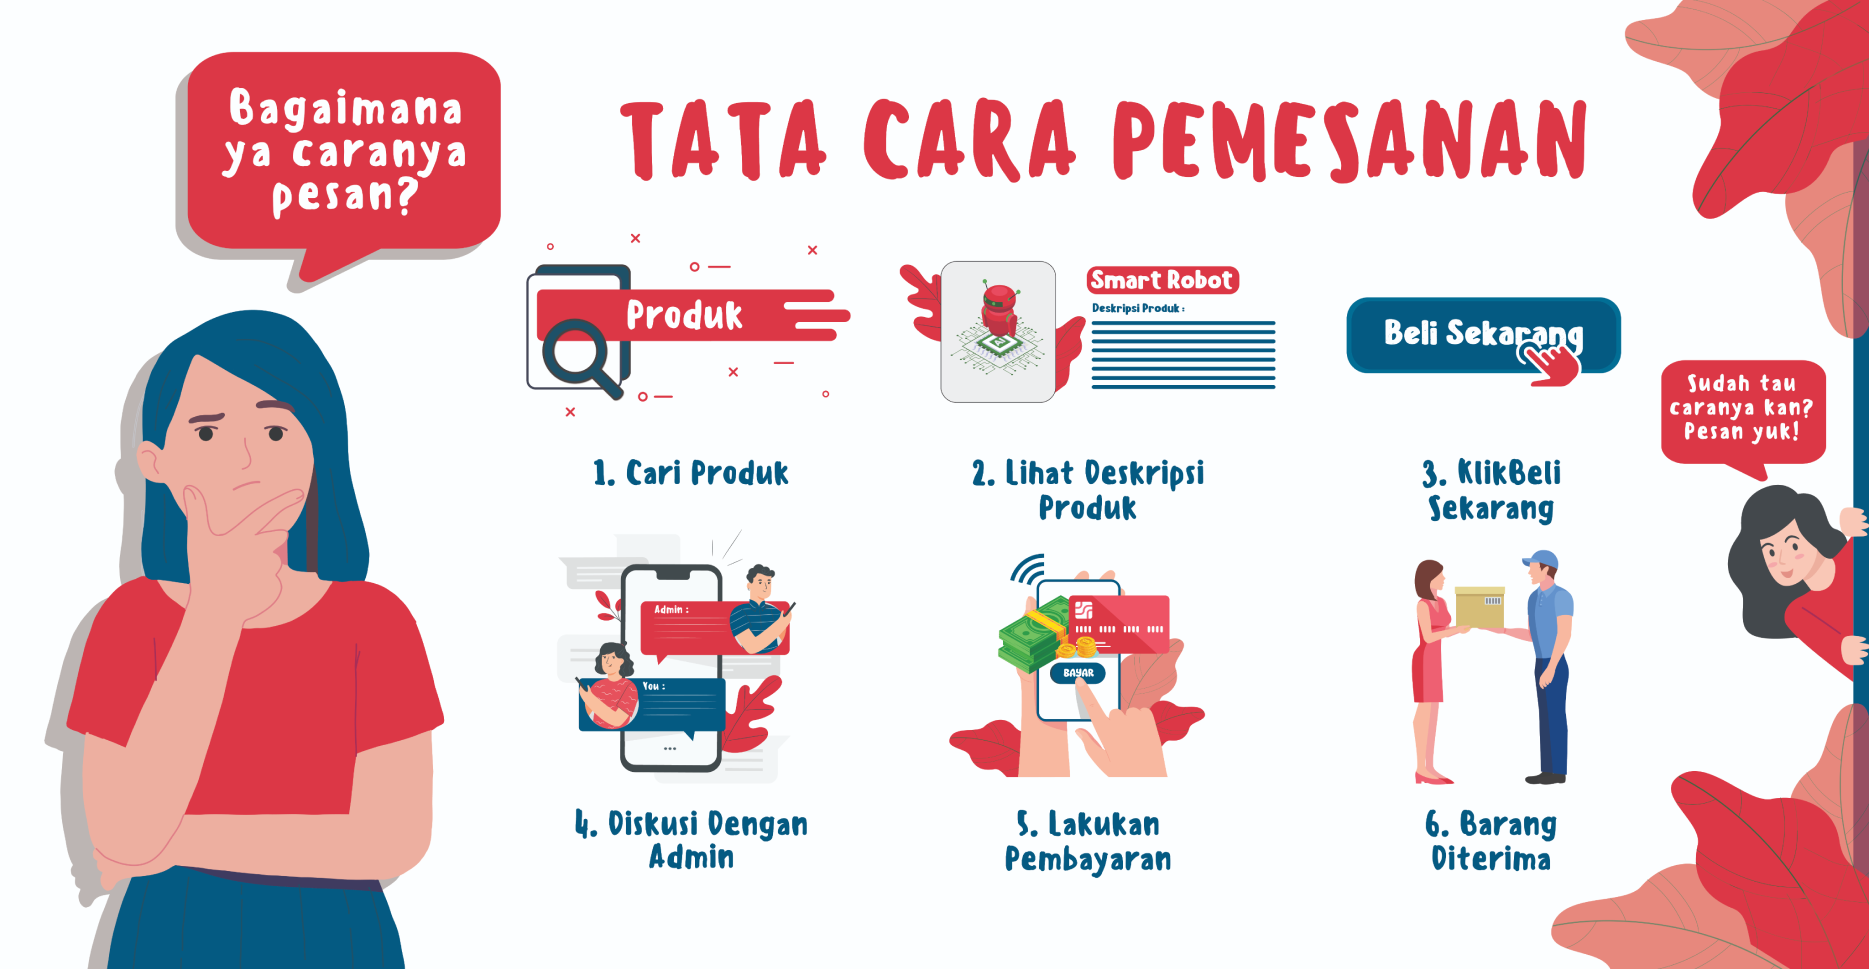 Bagaimana
ya caranya
pesan?
TATA CARA PEMESANAN
Produk
Smart Robot
Deskripsi Produk :
Beli Sekarang
1. Cari Produk
2. Lihat Deskripsi
Produk
3. KlikBeli
Sekarang
Sudah tau
caranya kan?
Pesan yuk!
Admin :
You :
...
BAYAR
4. Diskusi Dengan
Admin
5. Lakukan
Pembayaran
6. Barang
Diterima